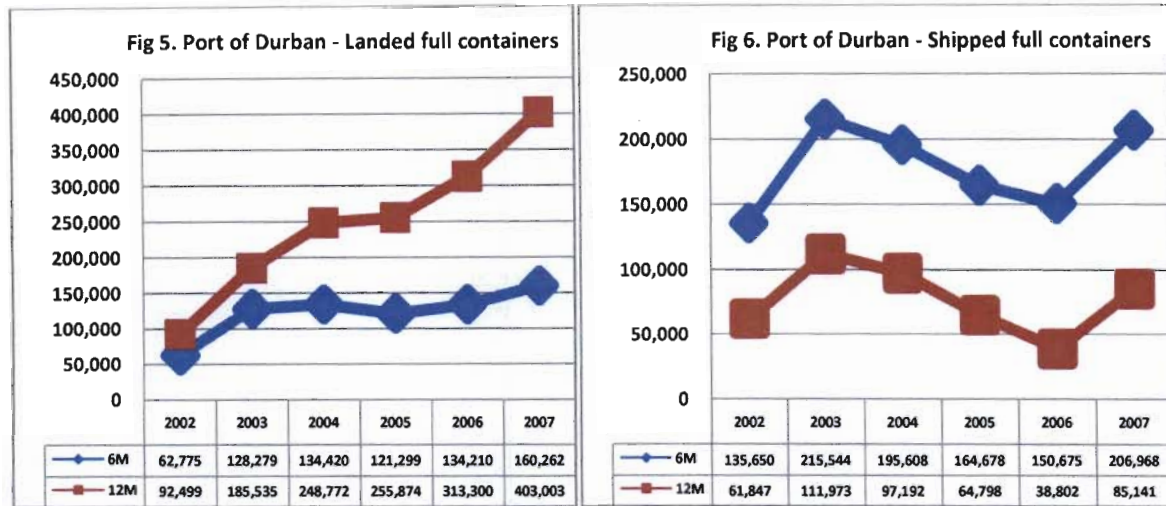 Fig 5. Port of Durban - Landed full containers
450,000
400,000
350,000
300,000
250,000
200,000
150,000
100,000
50,000
0
2002 2003 2004 2005 2006 2007
6M 62,775 128,279 134,420 121,299 134,210 160,262
12M 92,499 185,535 248,772 255,874 313,300 403,003
Fig 6. Port of Durban - Shipped full containers
250,000
200,000
150,000
100,000
50,000
0
2002 2003 2004 2005 2006 2007
6M 135,650 215,544 195,608 164,678 150,675 206,968
12M 61,847 111,973 97,192 64,798 38,802 85,141